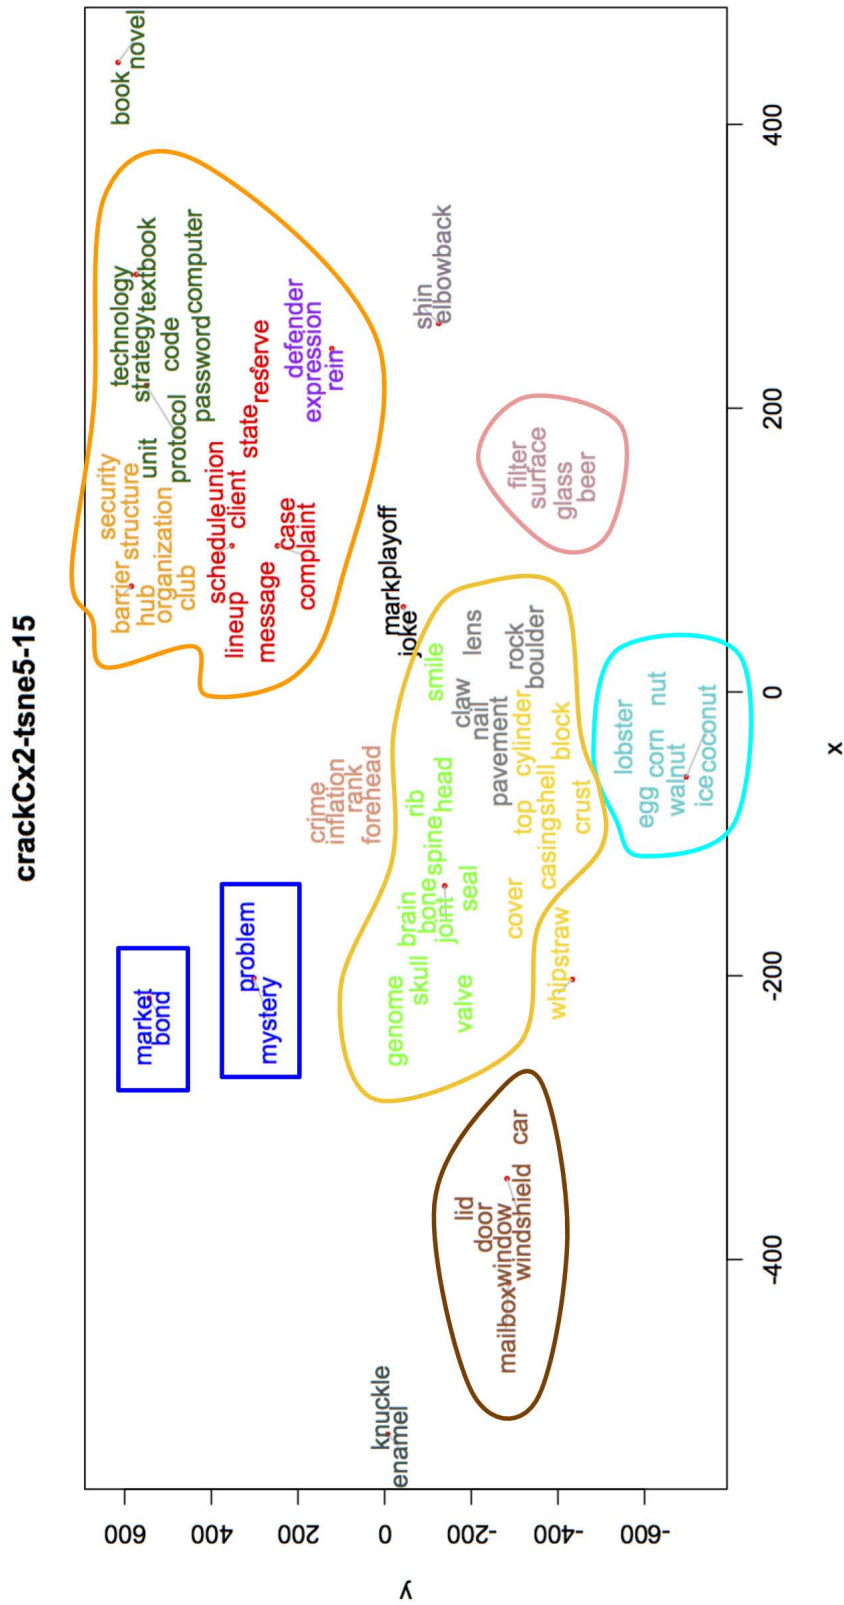 crackCx2-tsne5-15
book
novel
technology
strategy
textbook
code
computer
password
protocol
unit
security
structure
barrier
hub
organization
club
defender
expression
rein
reserve
state
union
schedule
client
lineup
message
case
complaint
shin
elbow
back
mark
playoff
joke
filter
surface
glass
beer
market
bond
problem
mystery
crime
inflation
rank
forehead
smile
lens
claw
nail
rock
boulder
pavement
rib
head
spine
brain
bone
joint
seal
skull
genome
valve
top
cylinder
block
shell
casing
crust
cover
whip
straw
lobster
nut
corn
egg
walnut
ice
coconut
car
lid
door
window
windshield
mailbox
knuckle
enamel
600
400
200
0
-200
-400
-600
y
-400
-200
0
200
400
x